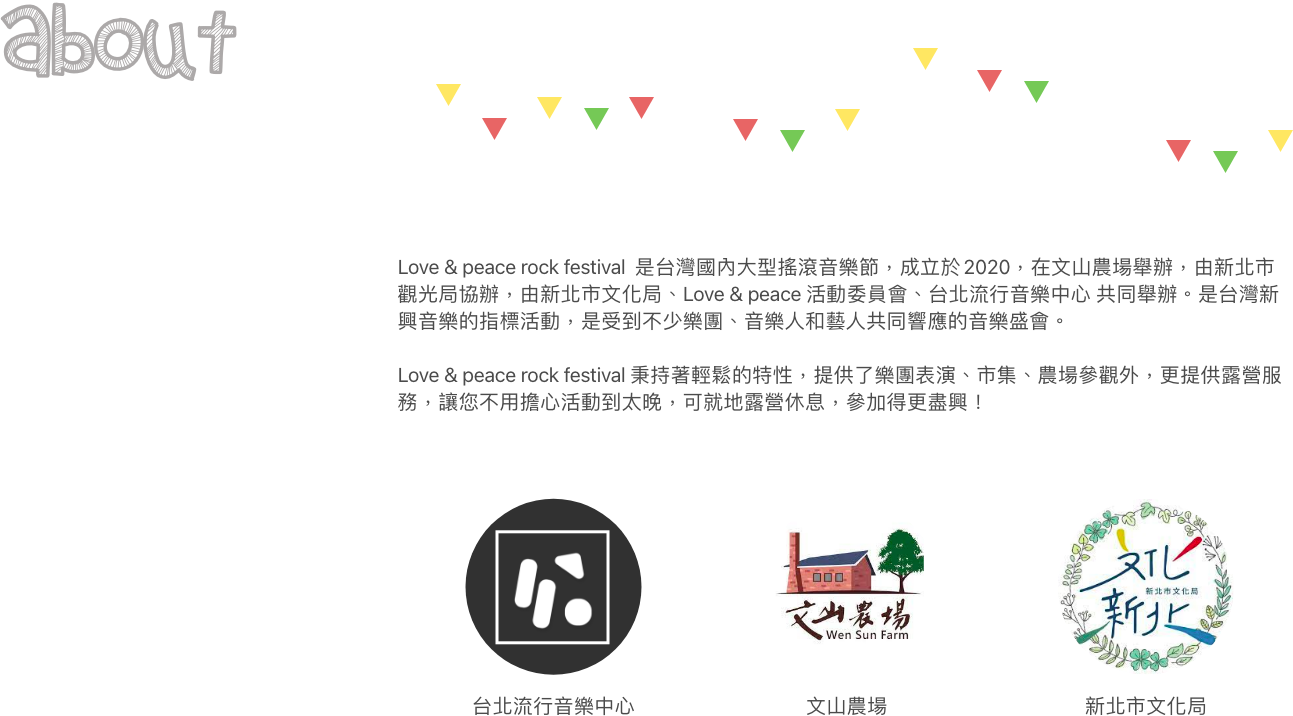 about
Love & peace rock festival 是台灣國內大型搖滾音樂節，成立於2020，在文山農場舉辦，由新北市
觀光局協辦，由新北市文化局、Love & peace 活動委員會、台北流行音樂中心 共同舉辦。是台灣新
興音樂的指標活動，是受到不少樂團、音樂人和藝人共同響應的音樂盛會。
Love & peace rock festival 秉持著輕鬆的特性，提供了樂團表演、市集、農場參觀外，更提供露營服
務，讓您不用擔心活動到太晚，可就地露營休息，參加得更盡興！
文山農場
Wen Sun Farm
文化
新北市文化局
新北
台北流行音樂中心
文山農場
新北市文化局